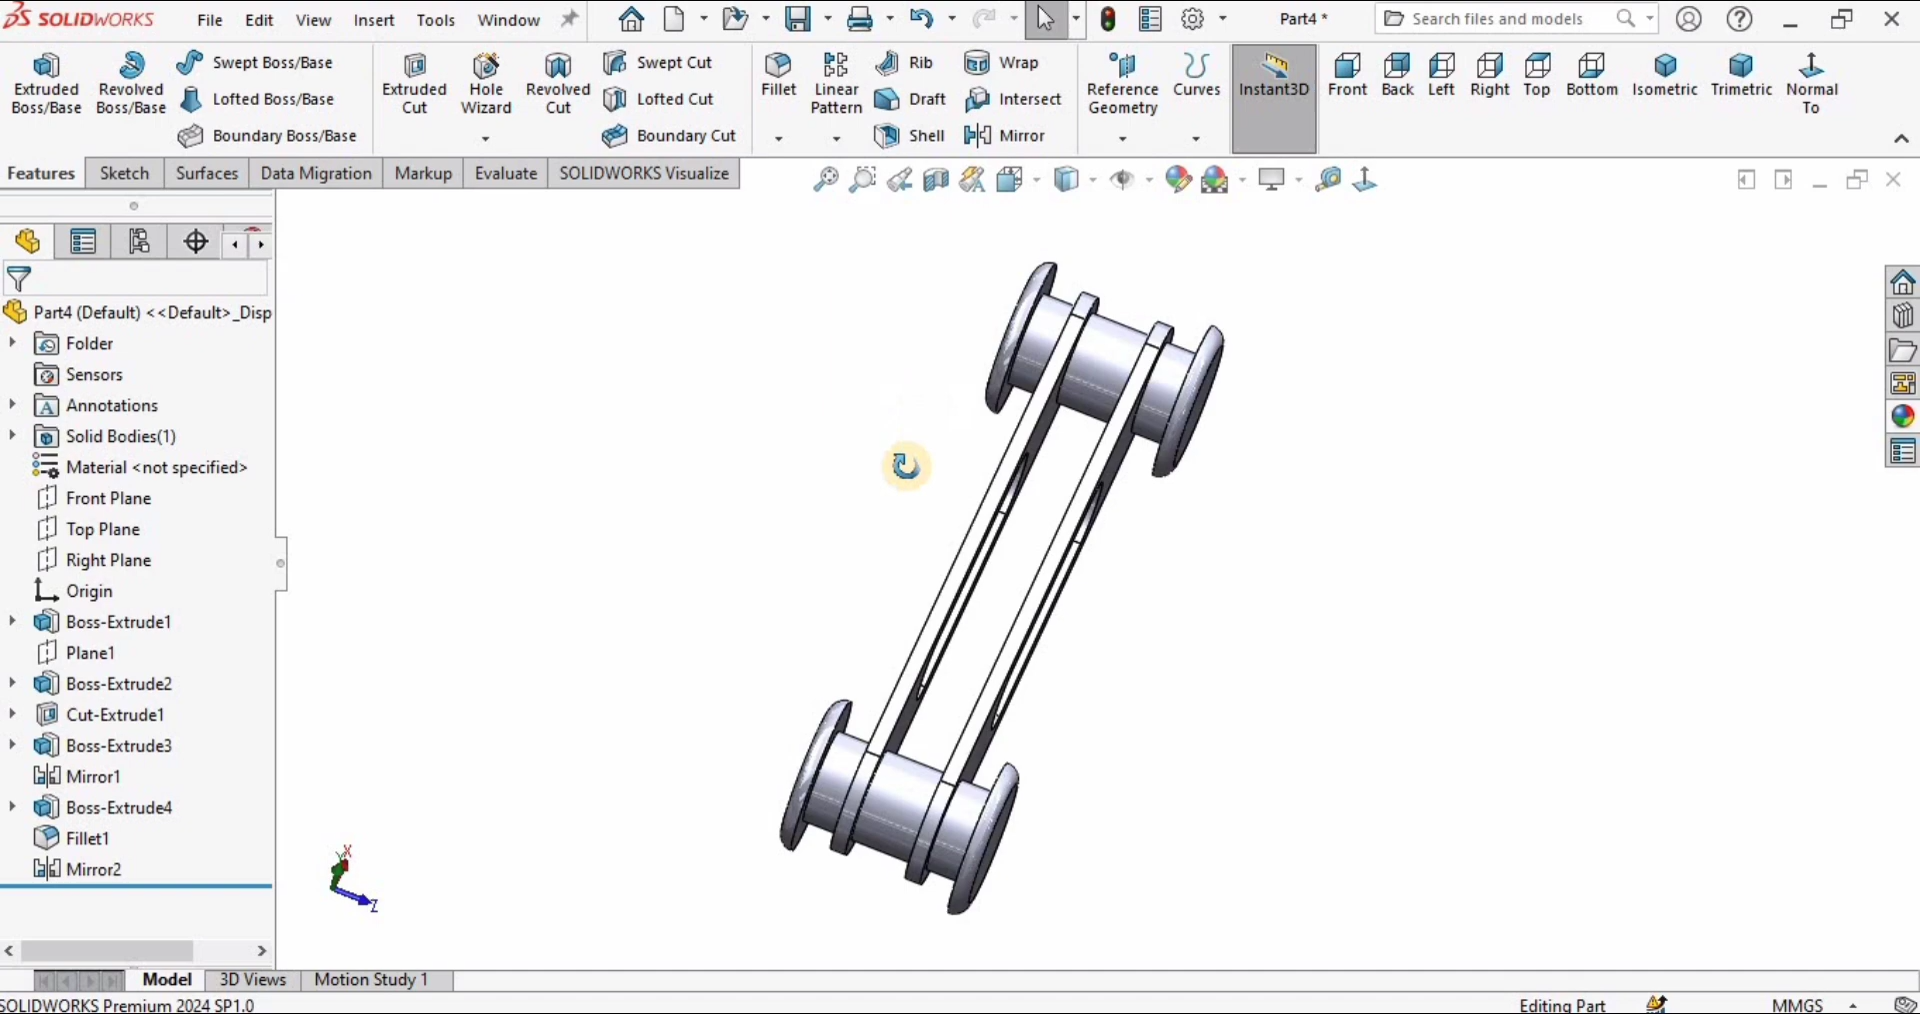 SOLIDWORKS File Edit View Insert Tools Window Part4 * Search files and models
Extruded Boss/Base
Revolved Boss/Base
Swept Boss/Base
Lofted Boss/Base
Boundary Boss/Base
Extruded Cut
Hole Wizard
Revolved Cut
Swept Cut
Lofted Cut
Boundary Cut
Fillet
Linear Pattern
Rib
Draft
Shell
Wrap
Intersect
Mirror
Reference Geometry
Curves
Instant3D
Front
Back
Left
Right
Top
Bottom
Isometric
Trimetric
Normal To
Features Sketch Surfaces Data Migration Markup Evaluate SOLIDWORKS Visualize
Part4 (Default) <<Default>_Disp
Folder
Sensors
Annotations
Solid Bodies(1)
Material <not specified>
Front Plane
Top Plane
Right Plane
Origin
Boss-Extrude1
Plane1
Boss-Extrude2
Cut-Extrude1
Boss-Extrude3
Mirror1
Boss-Extrude4
Fillet1
Mirror2
Y X
Z
Model 3D Views Motion Study 1
SOLIDWORKS Premium 2024 SP1.0 Editing Part MMGS